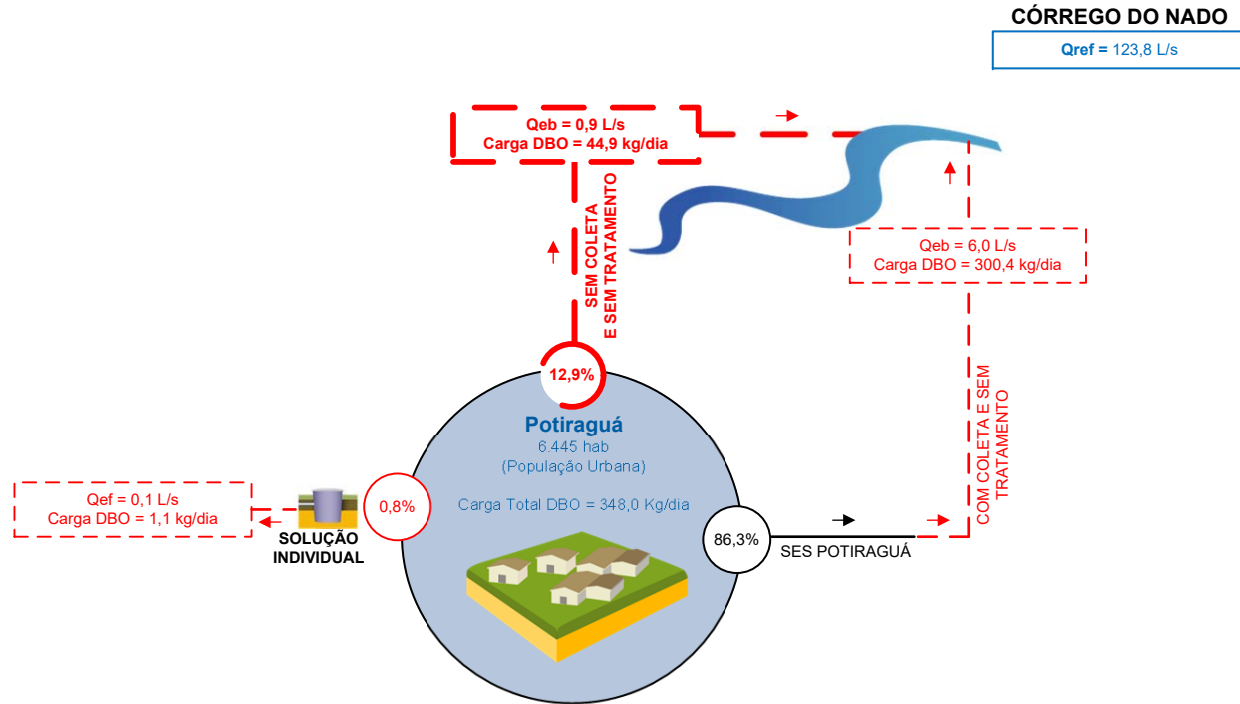 CÓRREGO DO NADO
Qref = 123,8 L/s
Qeb = 0,9 L/s
Carga DBO = 44,9 kg/dia
SEM COLETA
E SEM TRATAMENTO
Qeb = 6,0 L/s
Carga DBO = 300,4 kg/dia
COM COLETA E SEM
TRATAMENTO
12,9%
Potiraguá
6.445 hab
(População Urbana)
Carga Total DBO = 348,0 Kg/dia
0,8%
Qef = 0,1 L/s
Carga DBO = 1,1 kg/dia
SOLUÇÃO
INDIVIDUAL
86,3%
SES POTIRAGUÁ